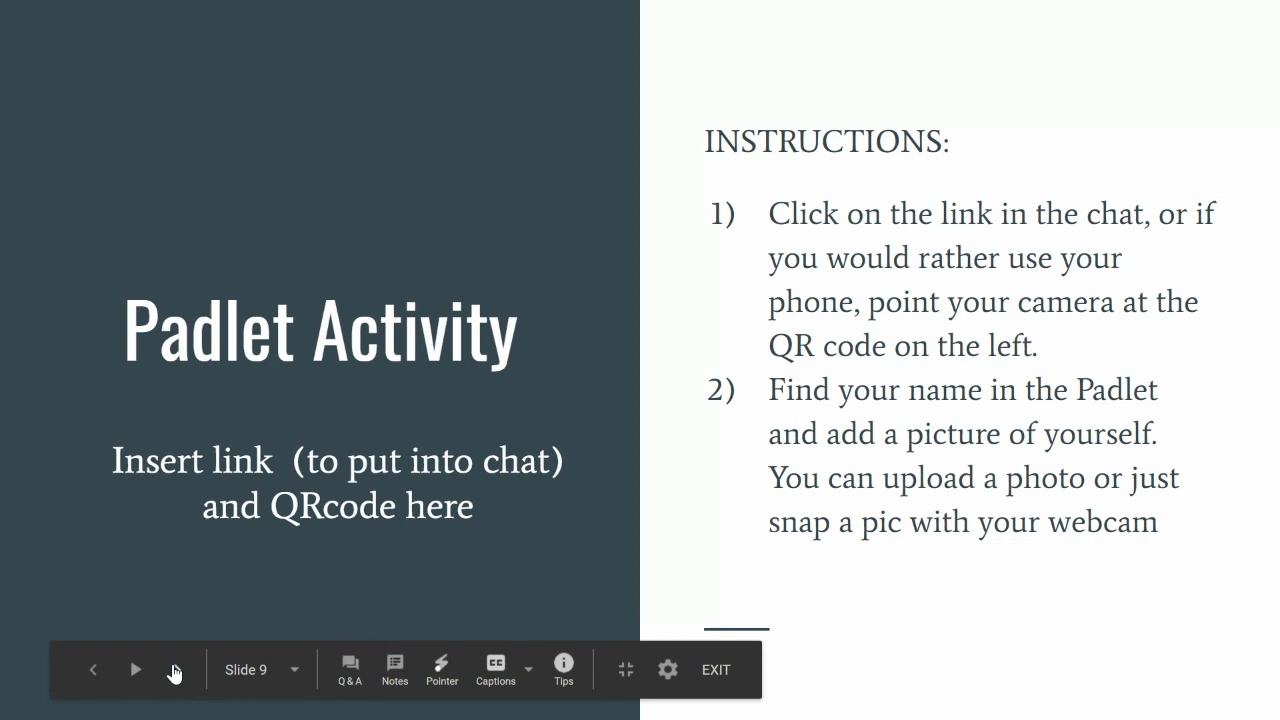 Padlet Activity
Insert link (to put into chat)
and QRcode here
INSTRUCTIONS:
1) Click on the link in the chat, or if
you would rather use your
phone, point your camera at the
QR code on the left.
2) Find your name in the Padlet
and add a picture of yourself.
You can upload a photo or just
snap a pic with your webcam
Slide 9
Q & A
Notes
Pointer
CC
Captions
Tips
EXIT